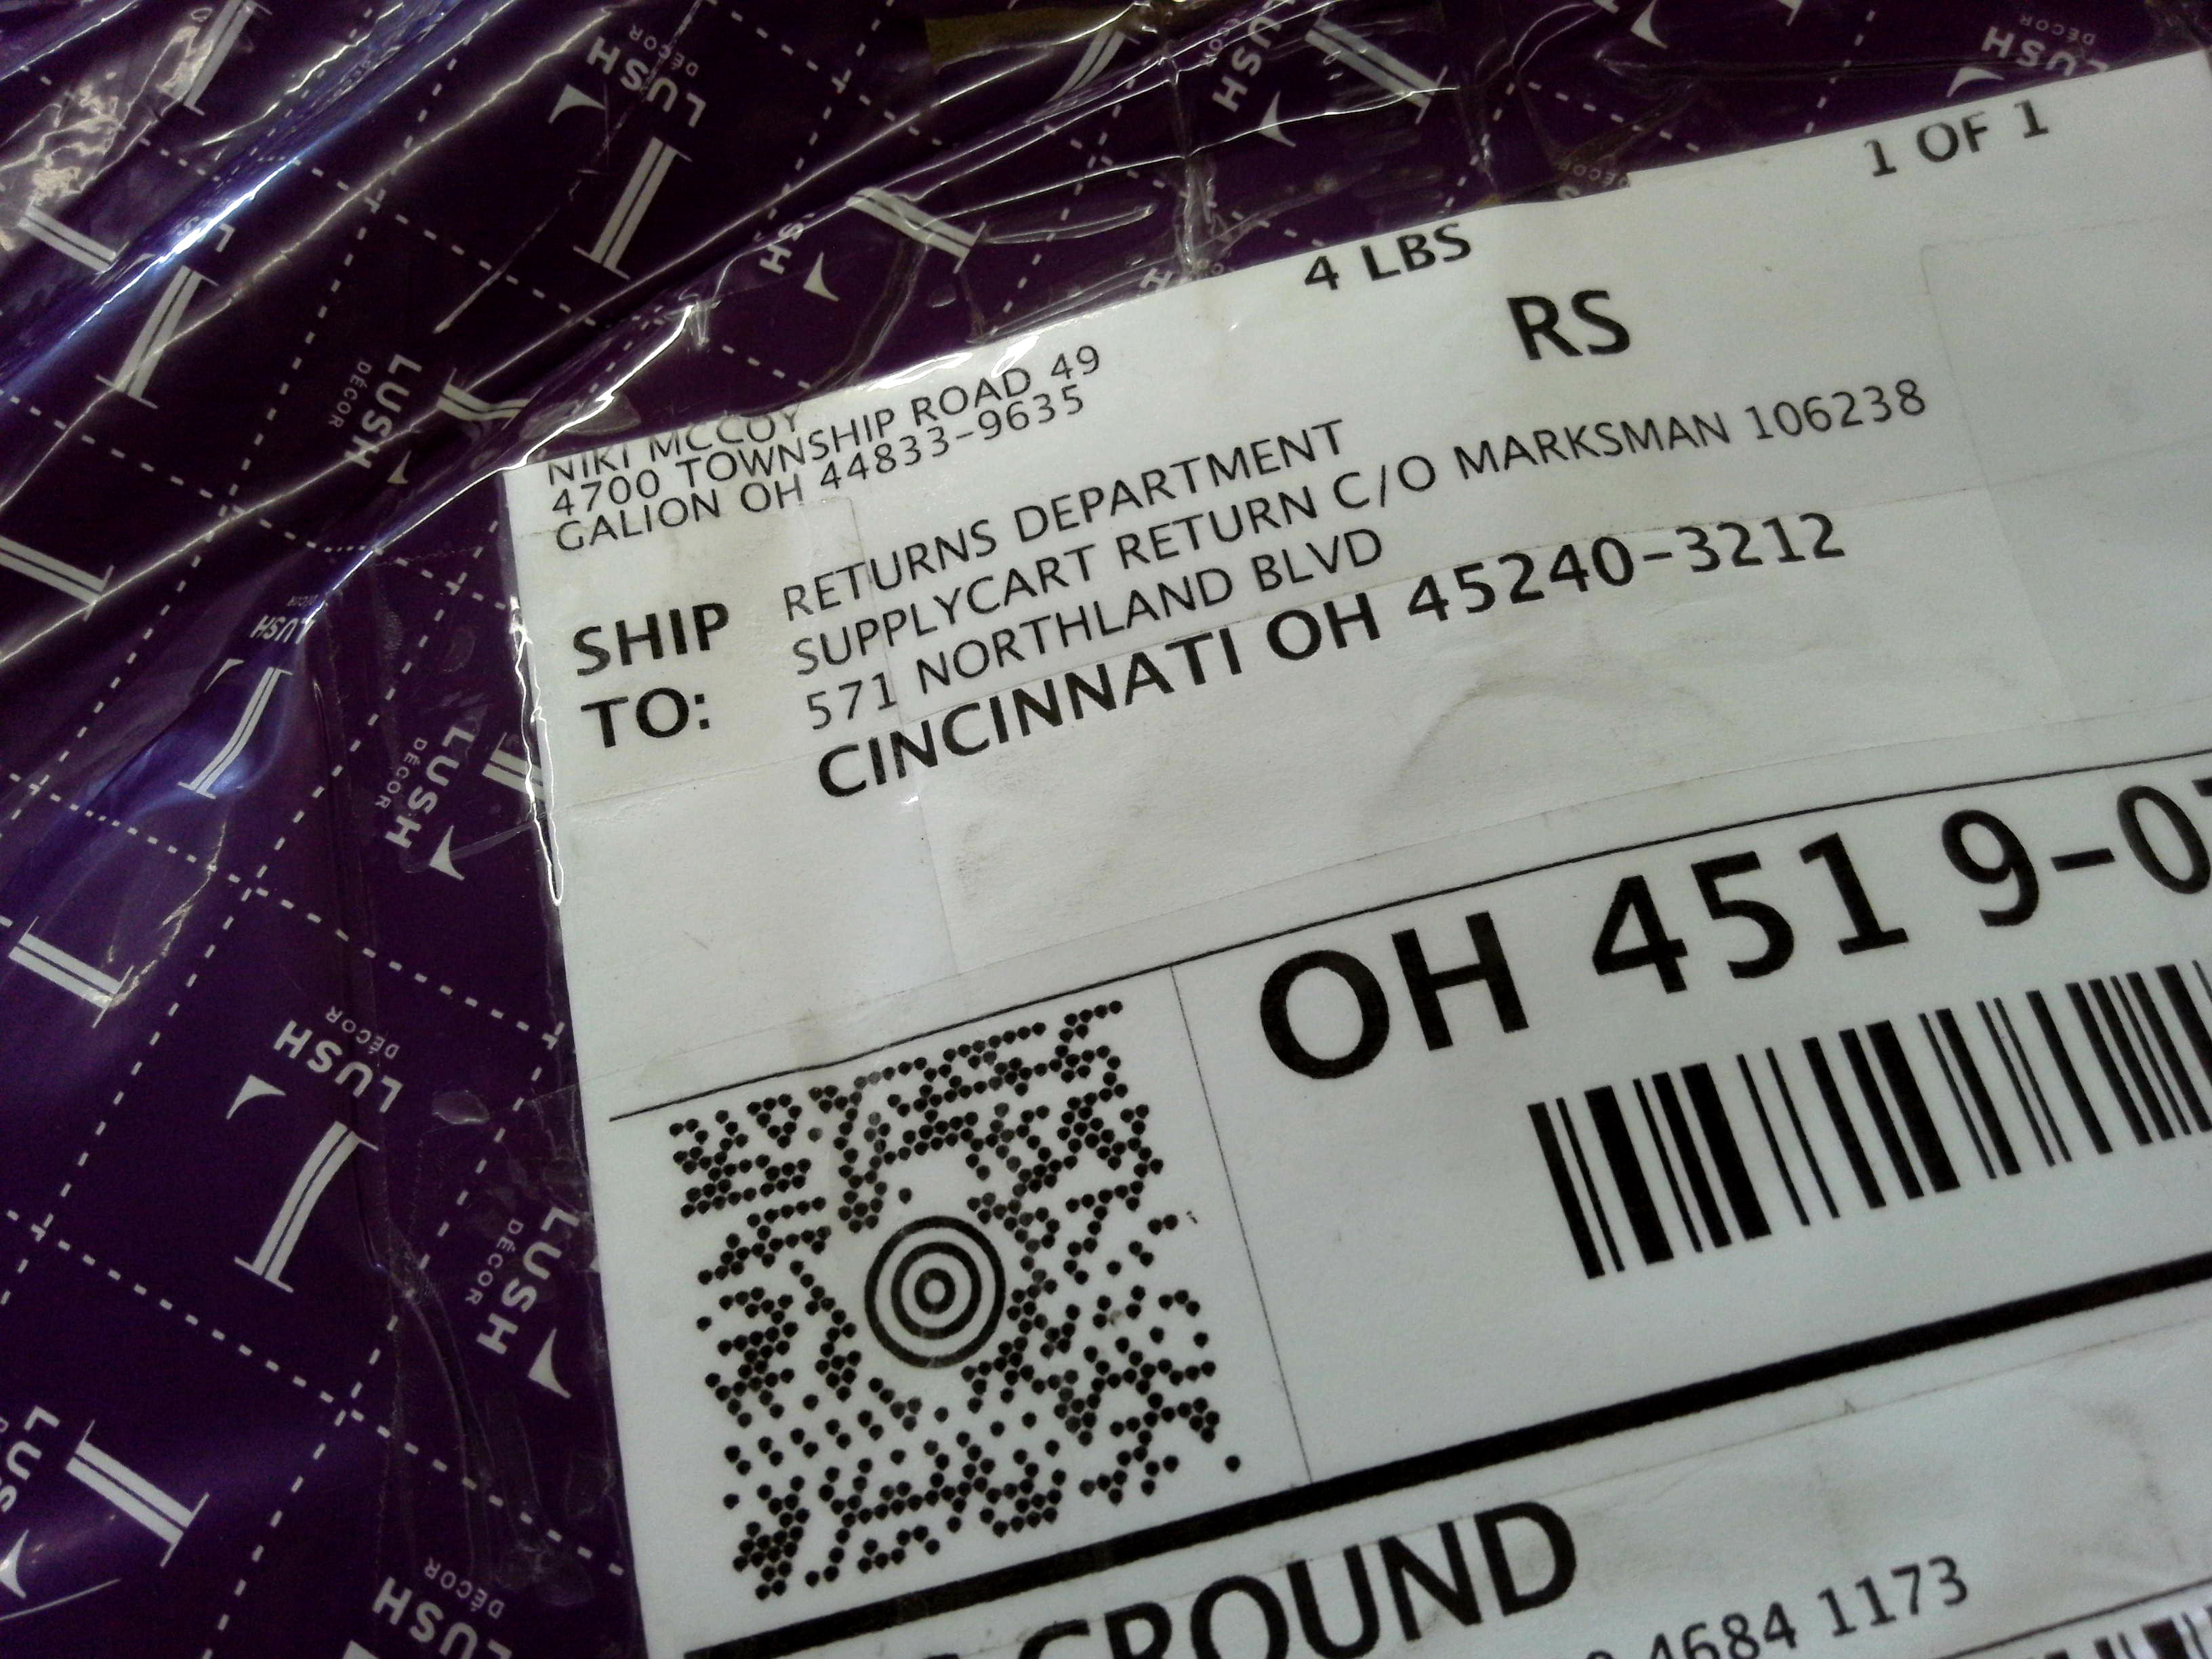 LUSH
DÉCOR
1 OF 1
4 LBS
RS
NIKI MCCOY
4700 TOWNSHIP ROAD 49
GALION OH 44833-9635
SHIP
TO:
RETURNS DEPARTMENT
SUPPLYCART RETURN C/O MARKSMAN 106238
571 NORTHLAND BLVD
CINCINNATI OH 45240-3212
OH 451 9-0
GROUND
4684 1173